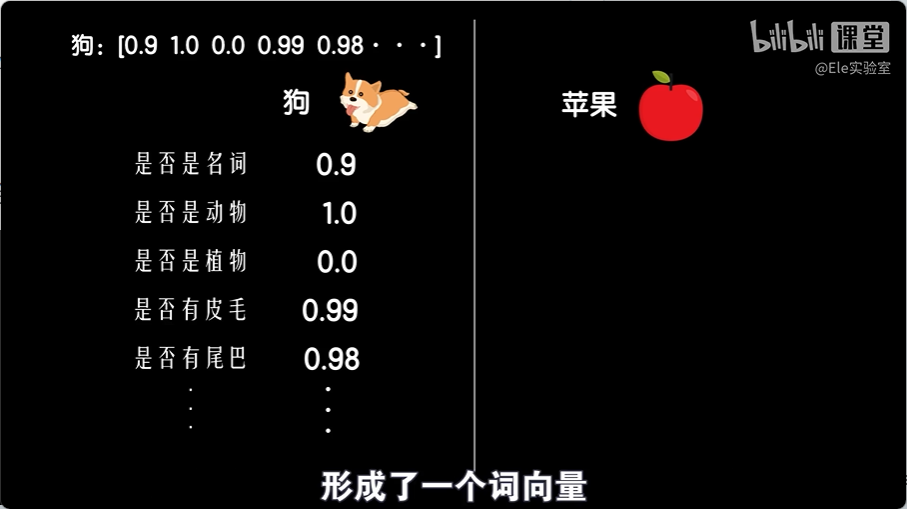 狗：[0.9 1.0 0.0 0.99 0.98···]
bilibili 课堂
@Ele实验室
狗
苹果
是否是名词 0.9
是否是动物 1.0
是否是植物 0.0
是否有皮毛 0.99
是否有尾巴 0.98
形成了一个词向量